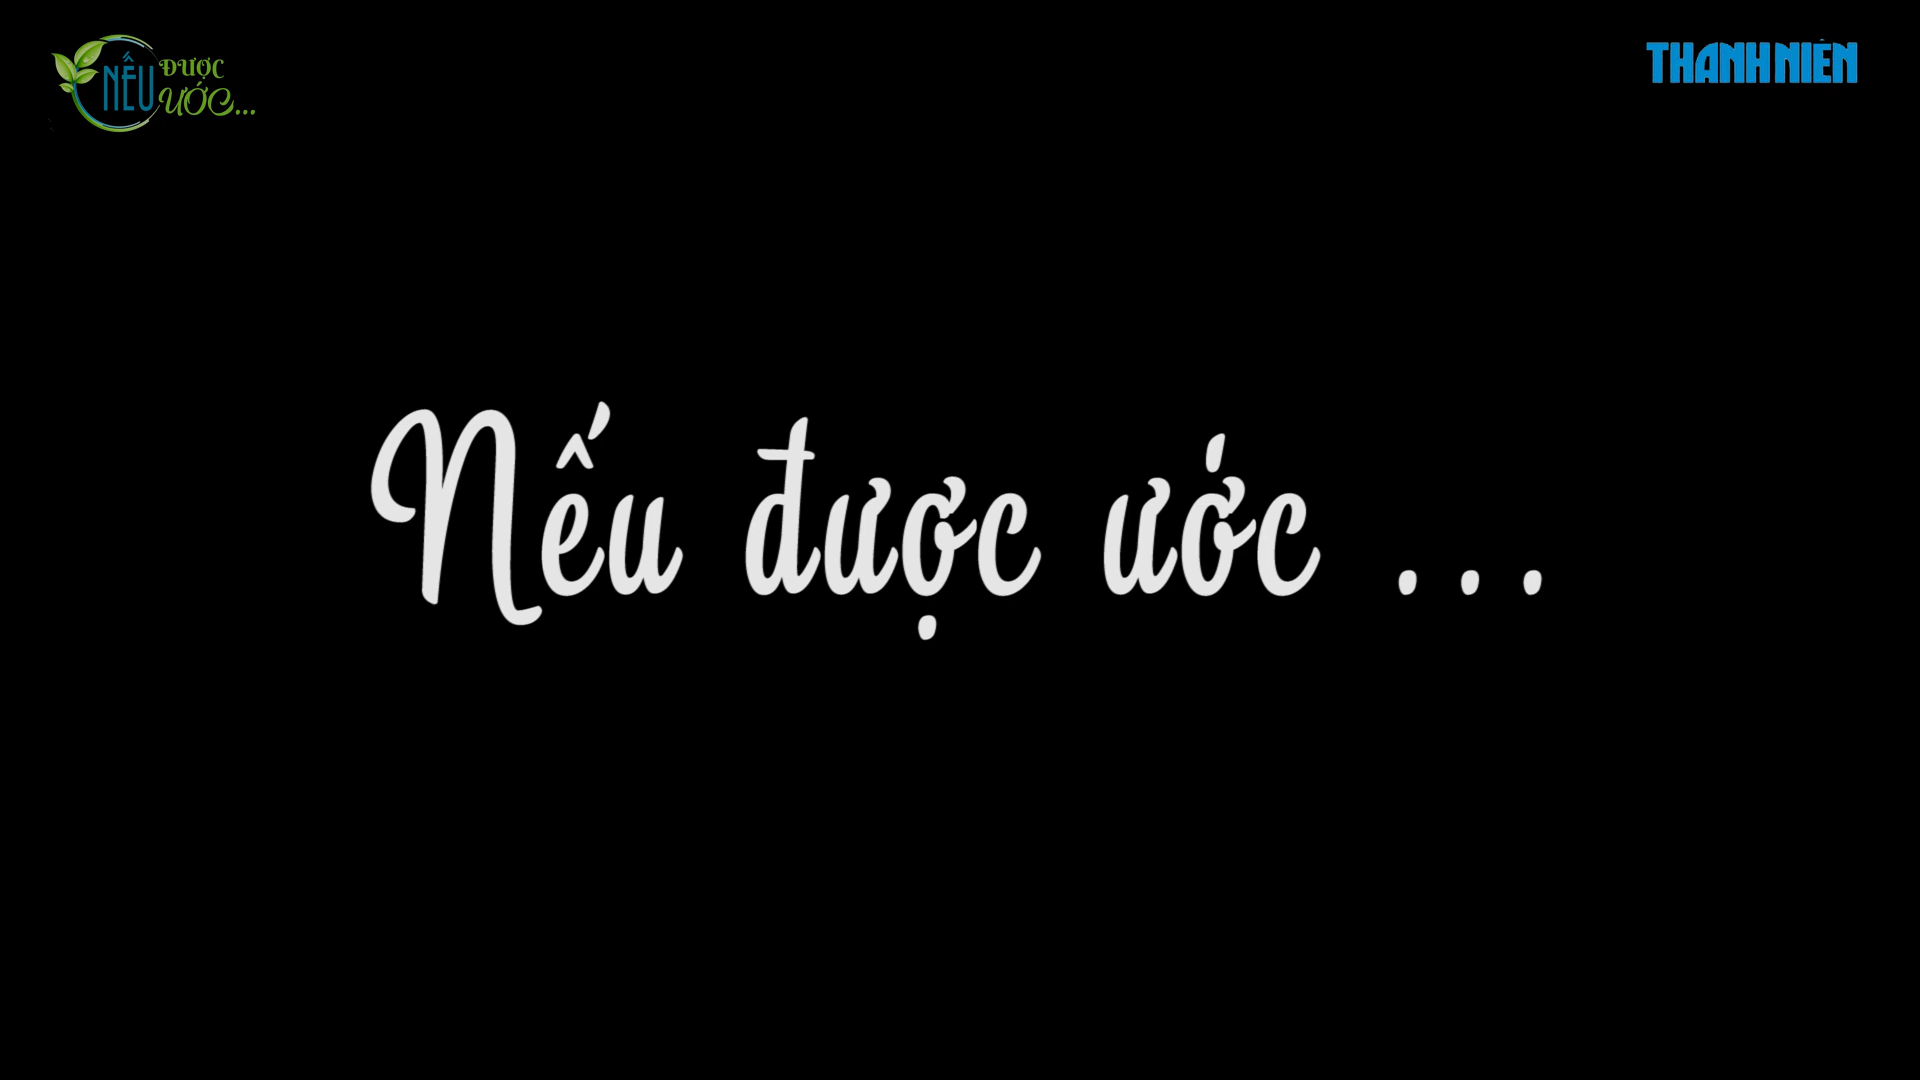 NẾU ĐƯỢC
ƯỚC...
THANH NIÊN
Nếu được ước ...